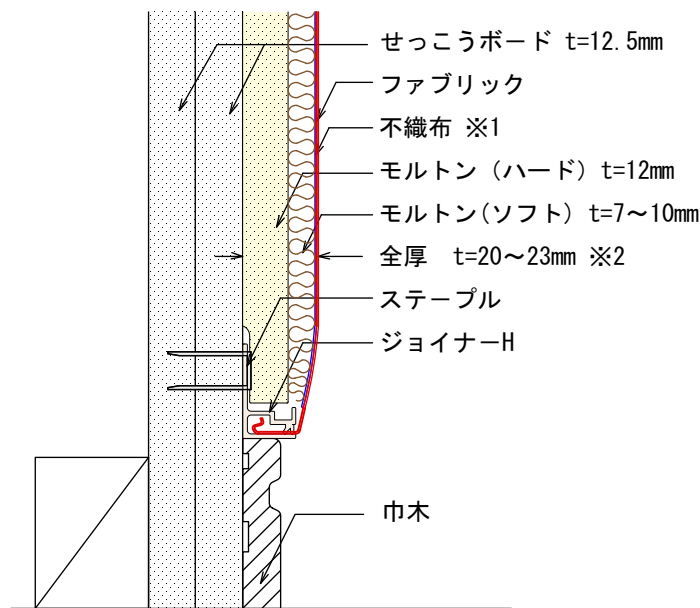 せっこうボード t=12.5mm
ファブリック
不織布 ※1
モルトン (ハード) t=12mm
モルトン(ソフト) t=7～10mm
全厚 t=20～23mm ※2
ステープル
ジョイナーH
巾木